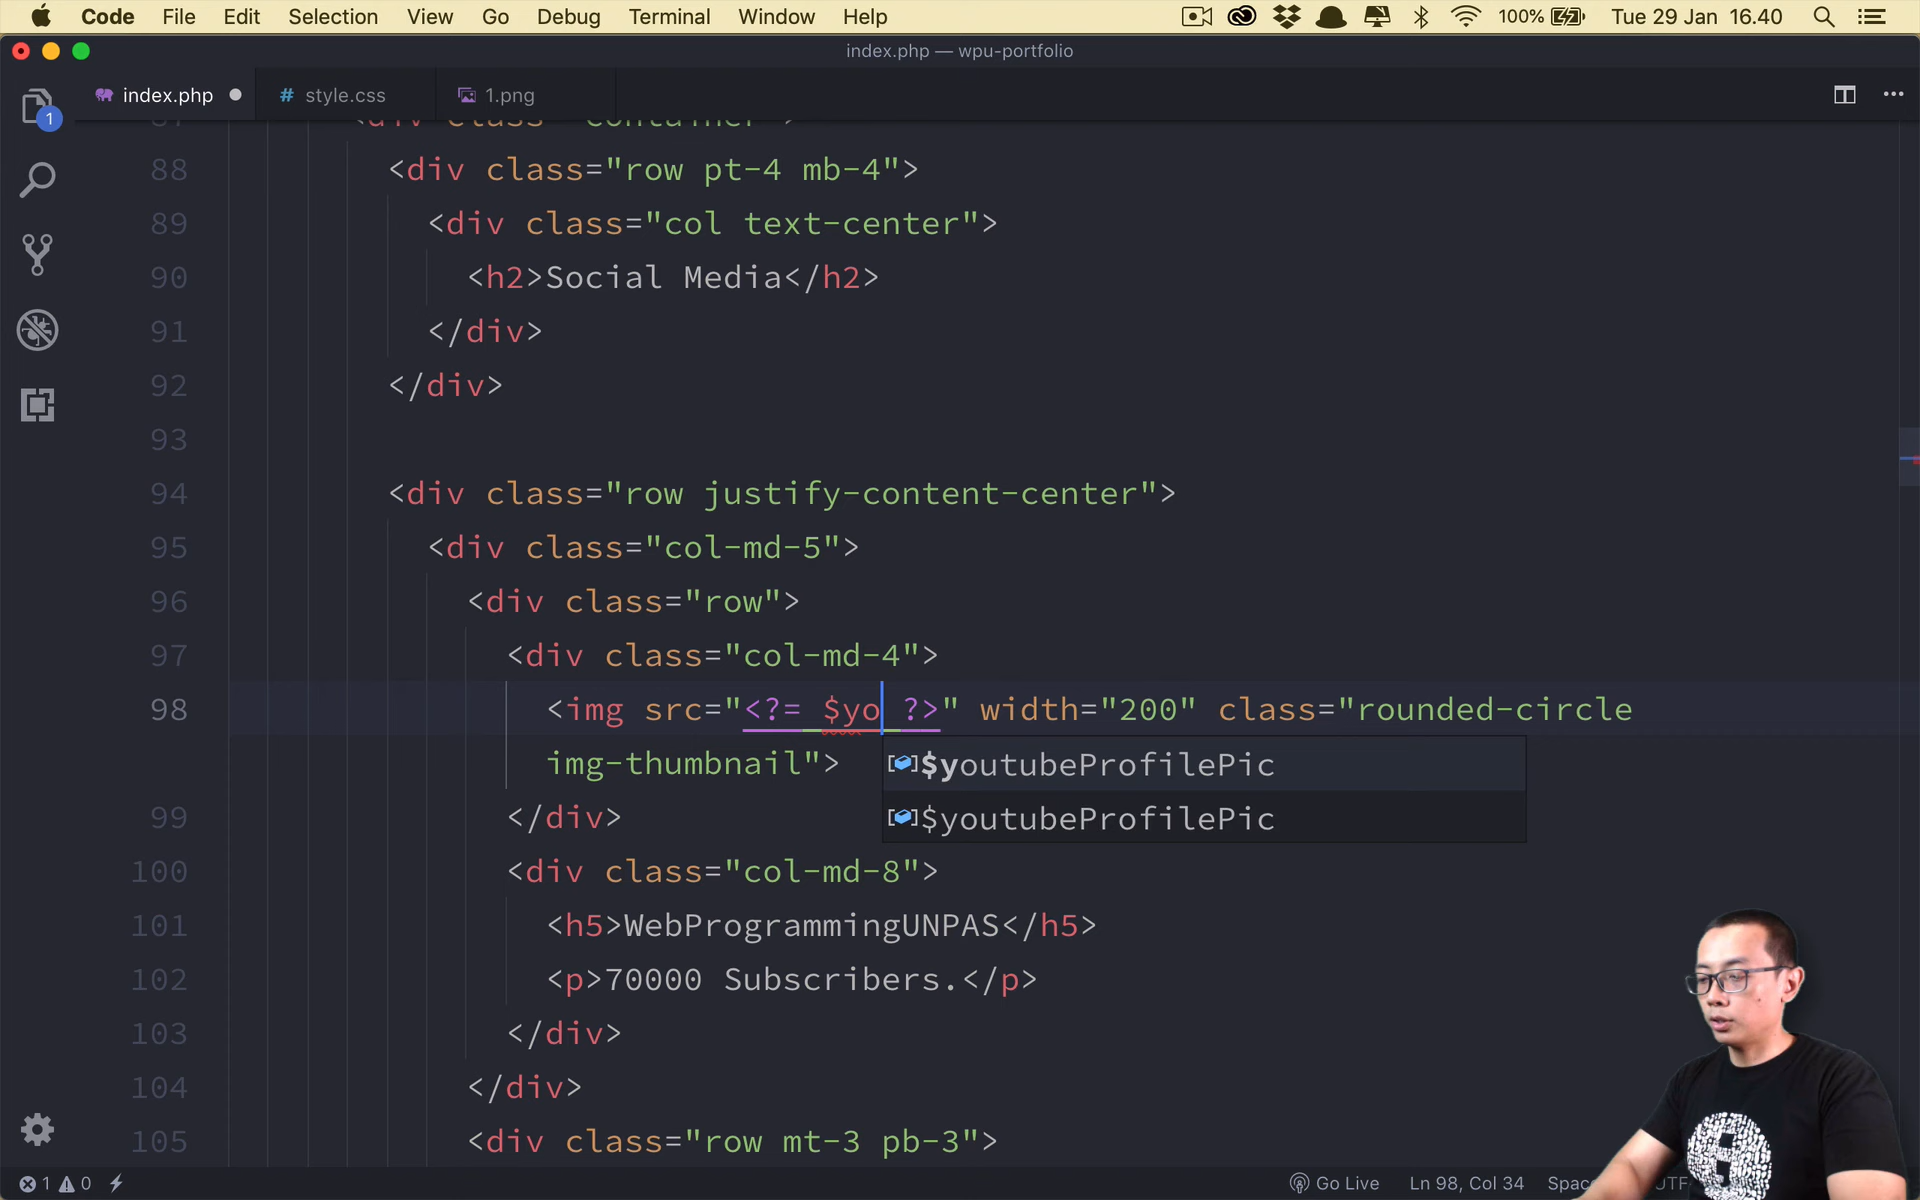 Code File Edit Selection View Go Debug Terminal Window Help 100% Tue 29 Jan 16.40
index.php — wpu-portfolio
index.php style.css 1.png
1
88 <div class="row pt-4 mb-4">
89 <div class="col text-center">
90 <h2>Social Media</h2>
91 </div>
92 </div>
93
94 <div class="row justify-content-center">
95 <div class="col-md-5">
96 <div class="row">
97 <div class="col-md-4">
98 <img src="<?= $yo ?>" width="200" class="rounded-circle
img-thumbnail">
$youtubeProfilePic
$youtubeProfilePic
99 </div>
100 <div class="col-md-8">
101 <h5>WebProgrammingUNPAS</h5>
102 <p>70000 Subscribers.</p>
103 </div>
104 </div>
105 <div class="row mt-3 pb-3">
1 0 Go Live Ln 98, Col 34